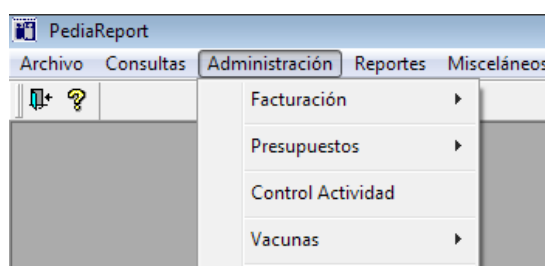 PediaReport
Archivo Consultas Administración Reportes Misceláneos
Facturación
Presupuestos
Control Actividad
Vacunas